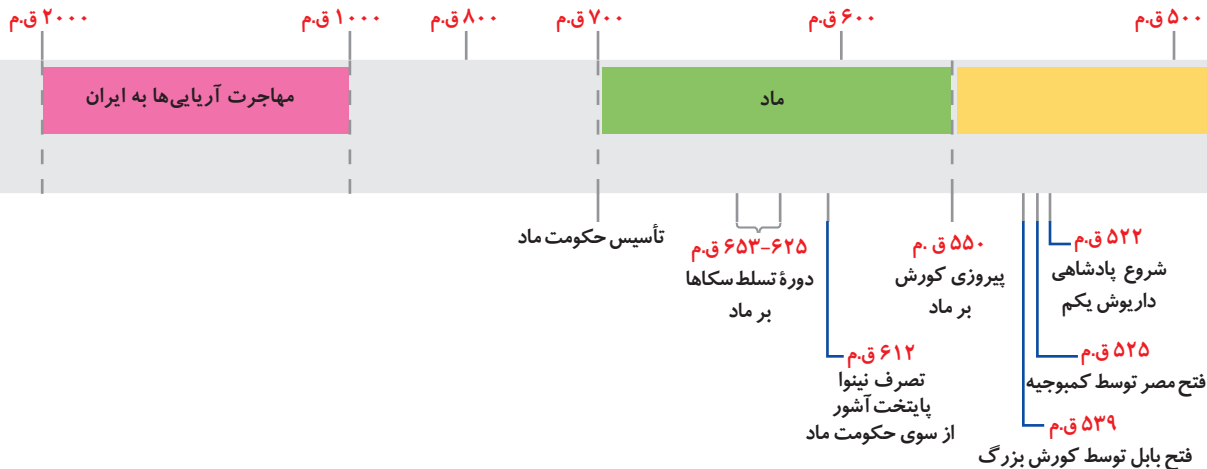 ۲۰۰۰ ق.م
۱۰۰۰ ق.م
۸۰۰ ق.م
۷۰۰ ق.م
۶۰۰ ق.م
۵۰۰ ق.م
مهاجرت آریایی‌ها به ایران
ماد
تأسیس حکومت ماد
۶۵۳-۶۲۵ ق.م
دورۀ تسلط سکاها
بر ماد
۶۱۲ ق.م
تصرف نینوا
پایتخت آشور
از سوی حکومت ماد
۵۵۰ ق .م
پیروزی کورش
بر ماد
۵۲۲ ق.م
شروع پادشاهی
داریوش یکم
۵۲۵ ق.م
فتح مصر توسط کمبوجیه
۵۳۹ ق.م
فتح بابل توسط کورش بزرگ